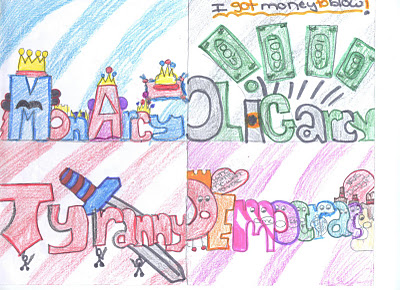 I got money to blow!
MonArcy
OLiGarcy
Tyranny
DEmocracy